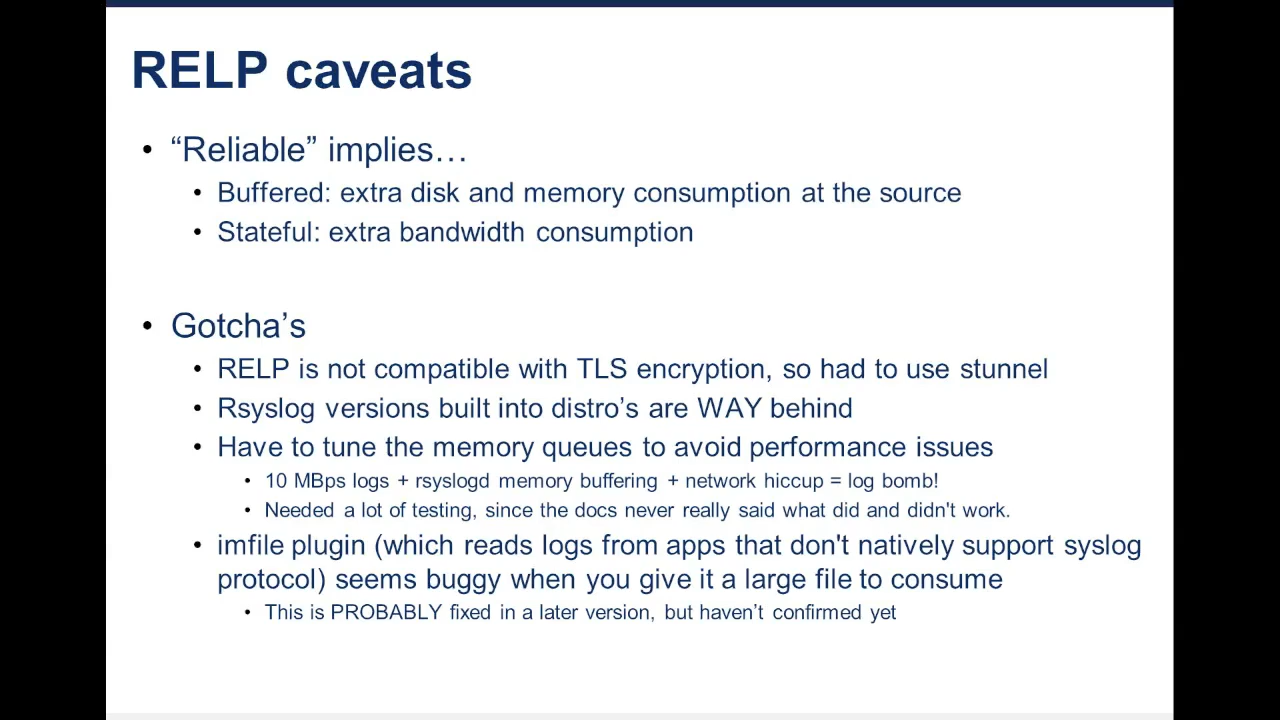 RELP caveats
• “Reliable” implies…
• Buffered: extra disk and memory consumption at the source
• Stateful: extra bandwidth consumption
• Gotcha’s
• RELP is not compatible with TLS encryption, so had to use stunnel
• Rsyslog versions built into distro’s are WAY behind
• Have to tune the memory queues to avoid performance issues
• 10 MBps logs + rsyslogd memory buffering + network hiccup = log bomb!
• Needed a lot of testing, since the docs never really said what did and didn't work.
• imfile plugin (which reads logs from apps that don't natively support syslog
protocol) seems buggy when you give it a large file to consume
• This is PROBABLY fixed in a later version, but haven’t confirmed yet